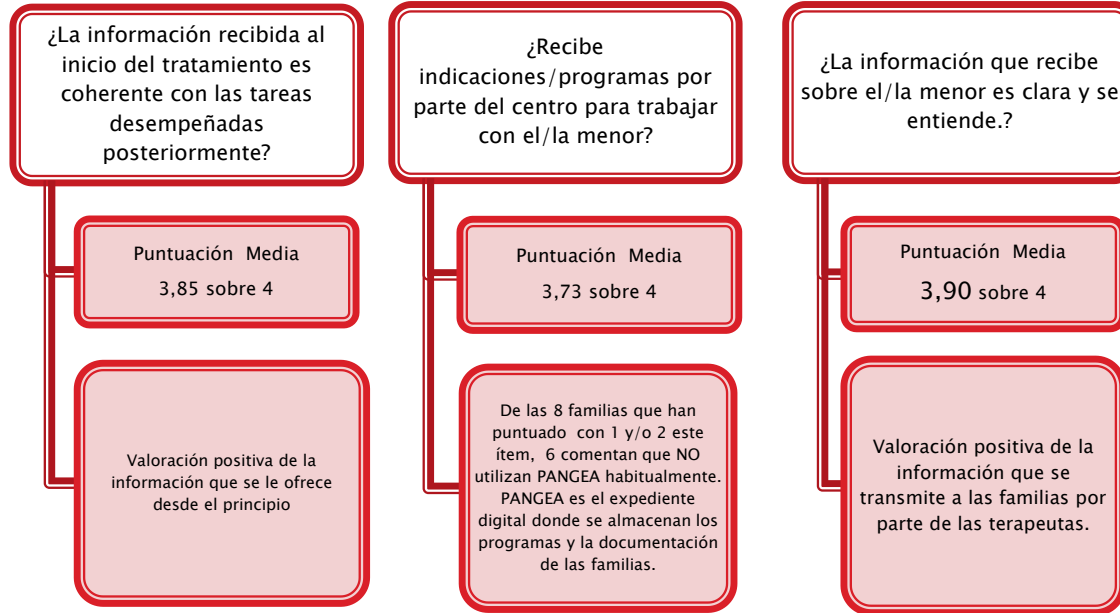 ¿La información recibida al
inicio del tratamiento es
coherente con las tareas
desempeñadas
posteriormente?
Puntuación Media
3,85 sobre 4
Valoración positiva de la
información que se le ofrece
desde el principio
¿Recibe
indicaciones/programas por
parte del centro para trabajar
con el/la menor?
Puntuación Media
3,73 sobre 4
De las 8 familias que han
puntuado con 1 y/o 2 este
ítem, 6 comentan que NO
utilizan PANGEA habitualmente.
PANGEA es el expediente
digital donde se almacenan los
programas y la documentación
de las familias.
¿La información que recibe
sobre el/la menor es clara y se
entiende.?
Puntuación Media
3,90 sobre 4
Valoración positiva de la
información que se
transmite a las familias por
parte de las terapeutas.